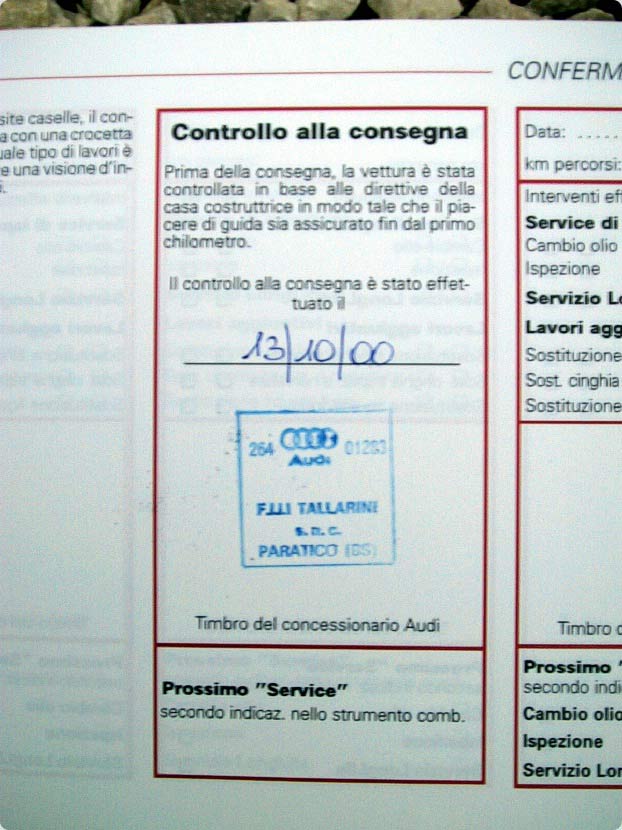 CONFERM
site caselle, il con-
a con una crocetta
uale tipo di lavori è
e una visione d'in-
i.
Controllo alla consegna
Prima della consegna, la vettura è stata
controllata in base alle direttive della
casa costruttrice in modo tale che il pia-
cere di guida sia assicurato fin dal primo
chilometro.
Il controllo alla consegna è stato effet-
tuato il
13/10/00
264 01283
Audi
F.LLI TALLARINI
s.n.c.
PARATICO (BS)
Timbro del concessionario Audi
Prossimo "Service"
secondo indicaz. nello strumento comb.
Data: .....
km percorsi:
Interventi eff
Service di
Cambio olio
Ispezione
Servizio Lo
Lavori agg
Sostituzione
Sost. cinghia
Sostituzione
Timbro d
Prossimo "
secondo indi
Cambio olio
Ispezione
Servizio Lon